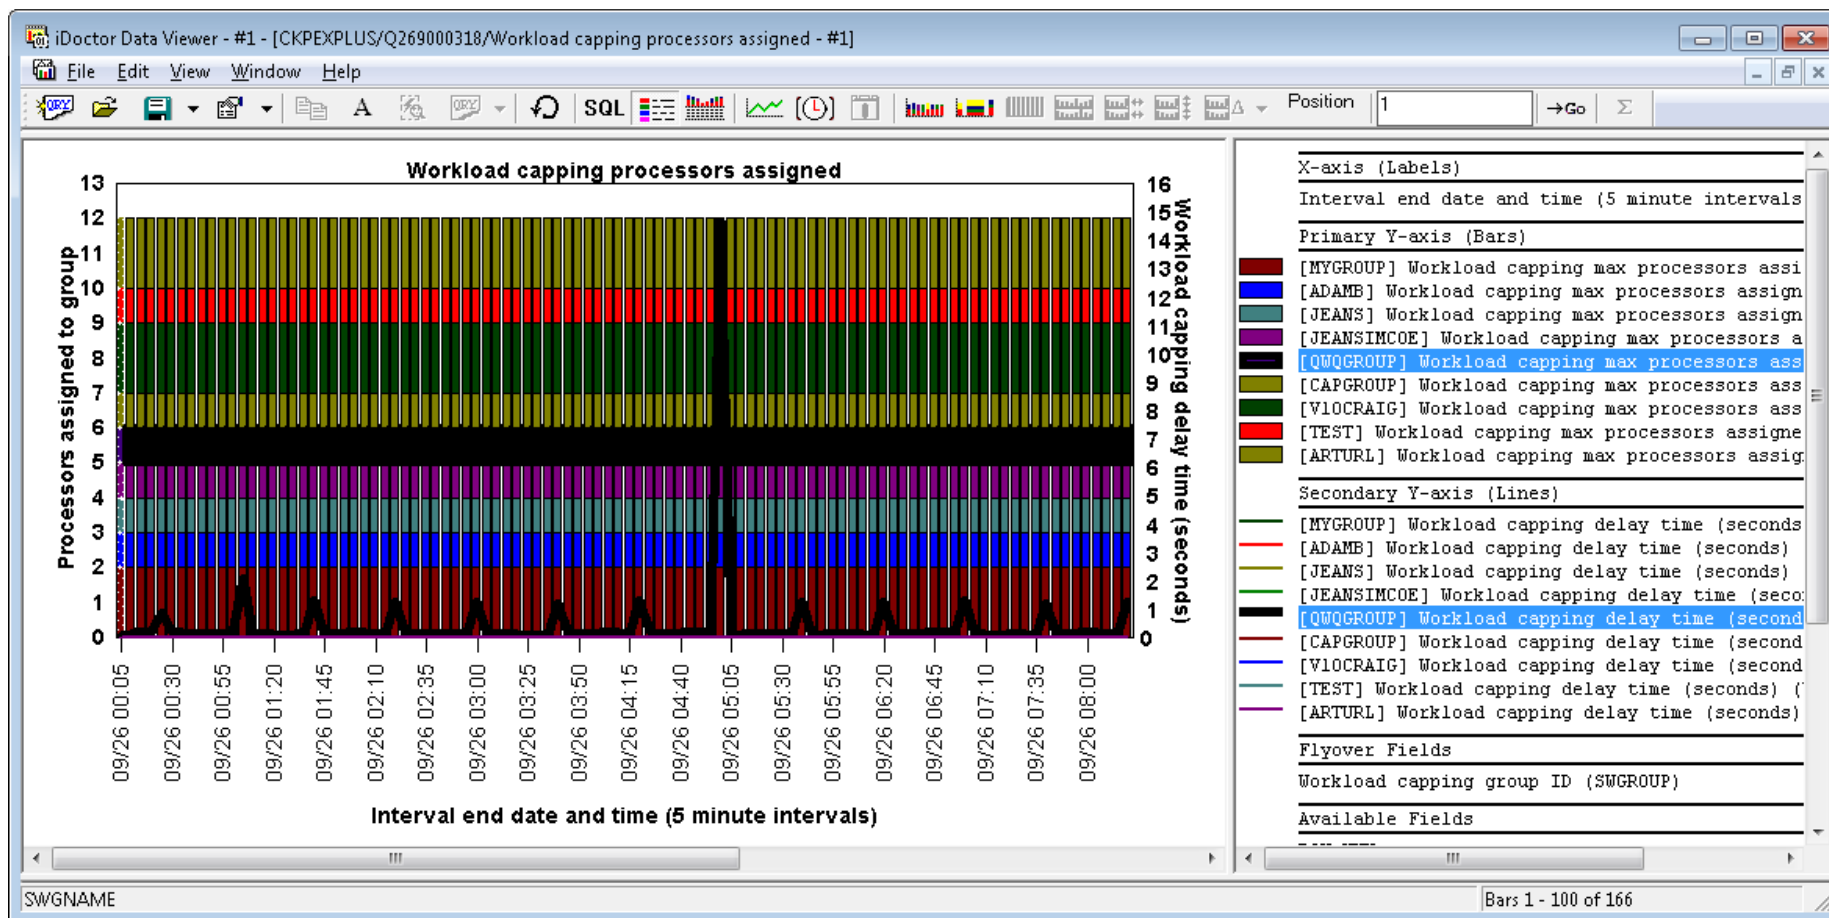 iDoctor Data Viewer - #1 - [CKPEXPLUS/Q269000318/Workload capping processors assigned - #1]
File Edit View Window Help
QRY A QRY SQL Position 1 →Go Σ
Workload capping processors assigned
13
12
11
10
9
8
7
6
5
4
3
2
1
0
Processors assigned to group
16
15
14
13
12
11
10
9
8
7
6
5
4
3
2
1
0
Workload capping delay time (seconds)
09/26 00:05
09/26 00:30
09/26 00:55
09/26 01:20
09/26 01:45
09/26 02:10
09/26 02:35
09/26 03:00
09/26 03:25
09/26 03:50
09/26 04:15
09/26 04:40
09/26 05:05
09/26 05:30
09/26 05:55
09/26 06:20
09/26 06:45
09/26 07:10
09/26 07:35
09/26 08:00
Interval end date and time (5 minute intervals)
X-axis (Labels)
Interval end date and time (5 minute intervals
Primary Y-axis (Bars)
[MYGROUP] Workload capping max processors assi
[ADAMB] Workload capping max processors assign
[JEANS] Workload capping max processors assign
[JEANSIMCOE] Workload capping max processors a
[QWQGROUP] Workload capping max processors ass
[CAPGROUP] Workload capping max processors ass
[V10CRAIG] Workload capping max processors ass
[TEST] Workload capping max processors assigne
[ARTURL] Workload capping max processors assig
Secondary Y-axis (Lines)
[MYGROUP] Workload capping delay time (seconds
[ADAMB] Workload capping delay time (seconds)
[JEANS] Workload capping delay time (seconds)
[JEANSIMCOE] Workload capping delay time (seco
[QWQGROUP] Workload capping delay time (second
[CAPGROUP] Workload capping delay time (second
[V10CRAIG] Workload capping delay time (second
[TEST] Workload capping delay time (seconds) (
[ARTURL] Workload capping delay time (seconds)
Flyover Fields
Workload capping group ID (SWGROUP)
Available Fields
SWGNAME
Bars 1 - 100 of 166